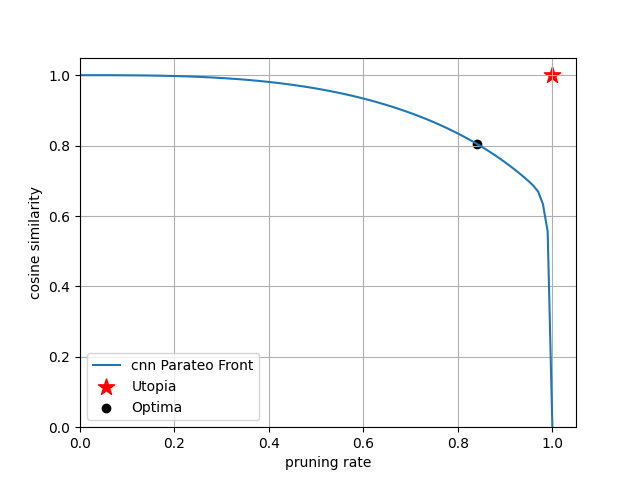 1.0
0.8
0.6
0.4
0.2
0.0
cosine similarity
cnn Parateo Front
Utopia
Optima
0.0 0.2 0.4 0.6 0.8 1.0
pruning rate